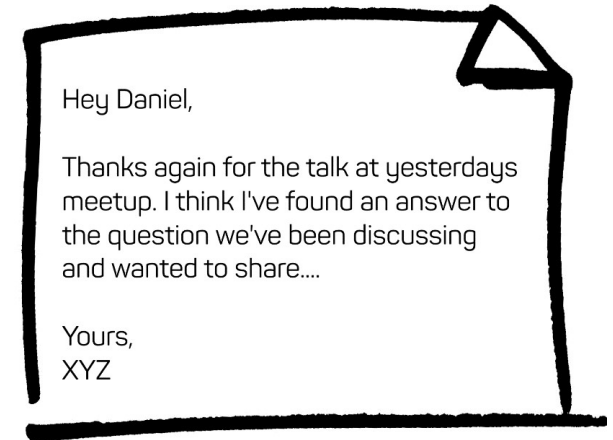 Hey Daniel,
Thanks again for the talk at yesterdays
meetup. I think I've found an answer to
the question we've been discussing
and wanted to share....
Yours,
XYZ